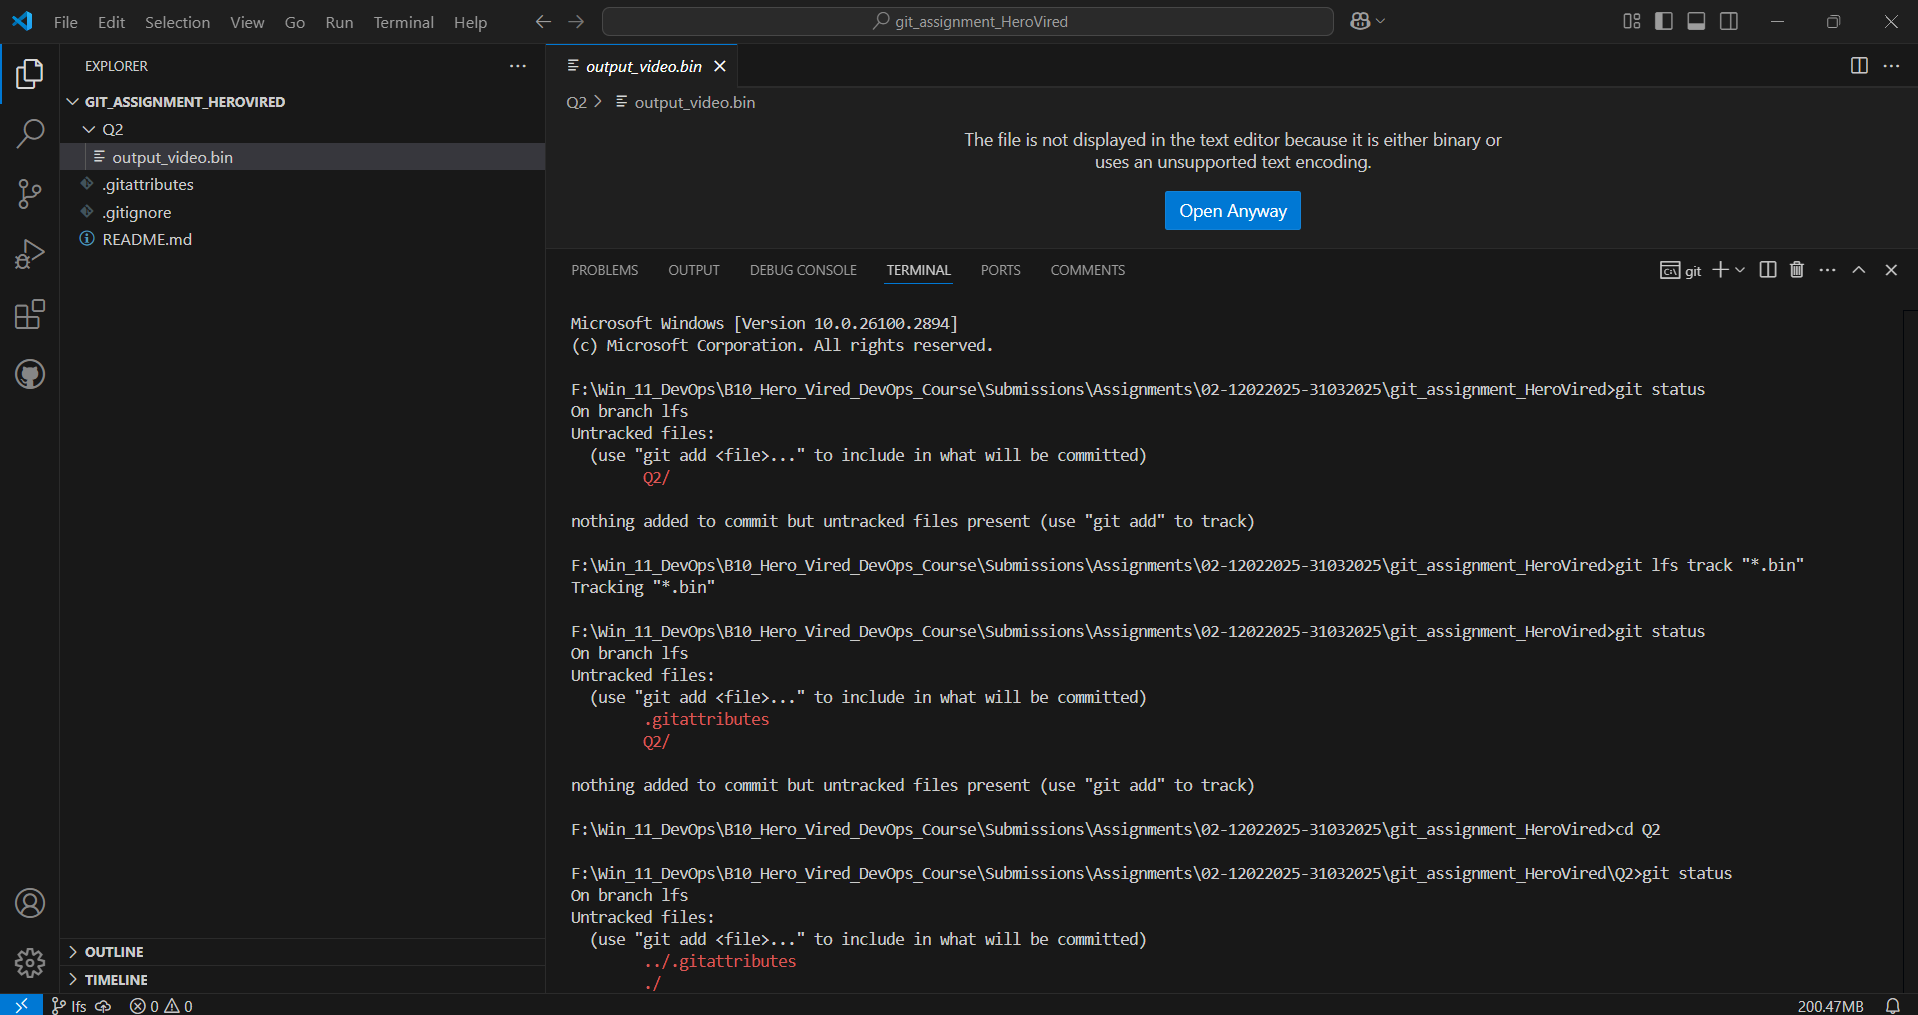 File Edit Selection View Go Run Terminal Help
git_assignment_HeroVired
EXPLORER
GIT_ASSIGNMENT_HEROVIRED
Q2
output_video.bin
.gitattributes
.gitignore
README.md
OUTLINE
TIMELINE
output_video.bin
Q2 > output_video.bin
The file is not displayed in the text editor because it is either binary or
uses an unsupported text encoding.
Open Anyway
PROBLEMS OUTPUT DEBUG CONSOLE TERMINAL PORTS COMMENTS
git
Microsoft Windows [Version 10.0.26100.2894]
(c) Microsoft Corporation. All rights reserved.
F:\Win_11_DevOps\B10_Hero_Vired_DevOps_Course\Submissions\Assignments\02-12022025-31032025\git_assignment_HeroVired>git status
On branch lfs
Untracked files:
(use "git add <file>..." to include in what will be committed)
Q2/
nothing added to commit but untracked files present (use "git add" to track)
F:\Win_11_DevOps\B10_Hero_Vired_DevOps_Course\Submissions\Assignments\02-12022025-31032025\git_assignment_HeroVired>git lfs track "*.bin"
Tracking "*.bin"
F:\Win_11_DevOps\B10_Hero_Vired_DevOps_Course\Submissions\Assignments\02-12022025-31032025\git_assignment_HeroVired>git status
On branch lfs
Untracked files:
(use "git add <file>..." to include in what will be committed)
.gitattributes
Q2/
nothing added to commit but untracked files present (use "git add" to track)
F:\Win_11_DevOps\B10_Hero_Vired_DevOps_Course\Submissions\Assignments\02-12022025-31032025\git_assignment_HeroVired>cd Q2
F:\Win_11_DevOps\B10_Hero_Vired_DevOps_Course\Submissions\Assignments\02-12022025-31032025\git_assignment_HeroVired\Q2>git status
On branch lfs
Untracked files:
(use "git add <file>..." to include in what will be committed)
../.gitattributes
./
lfs 0 0 200.47MB